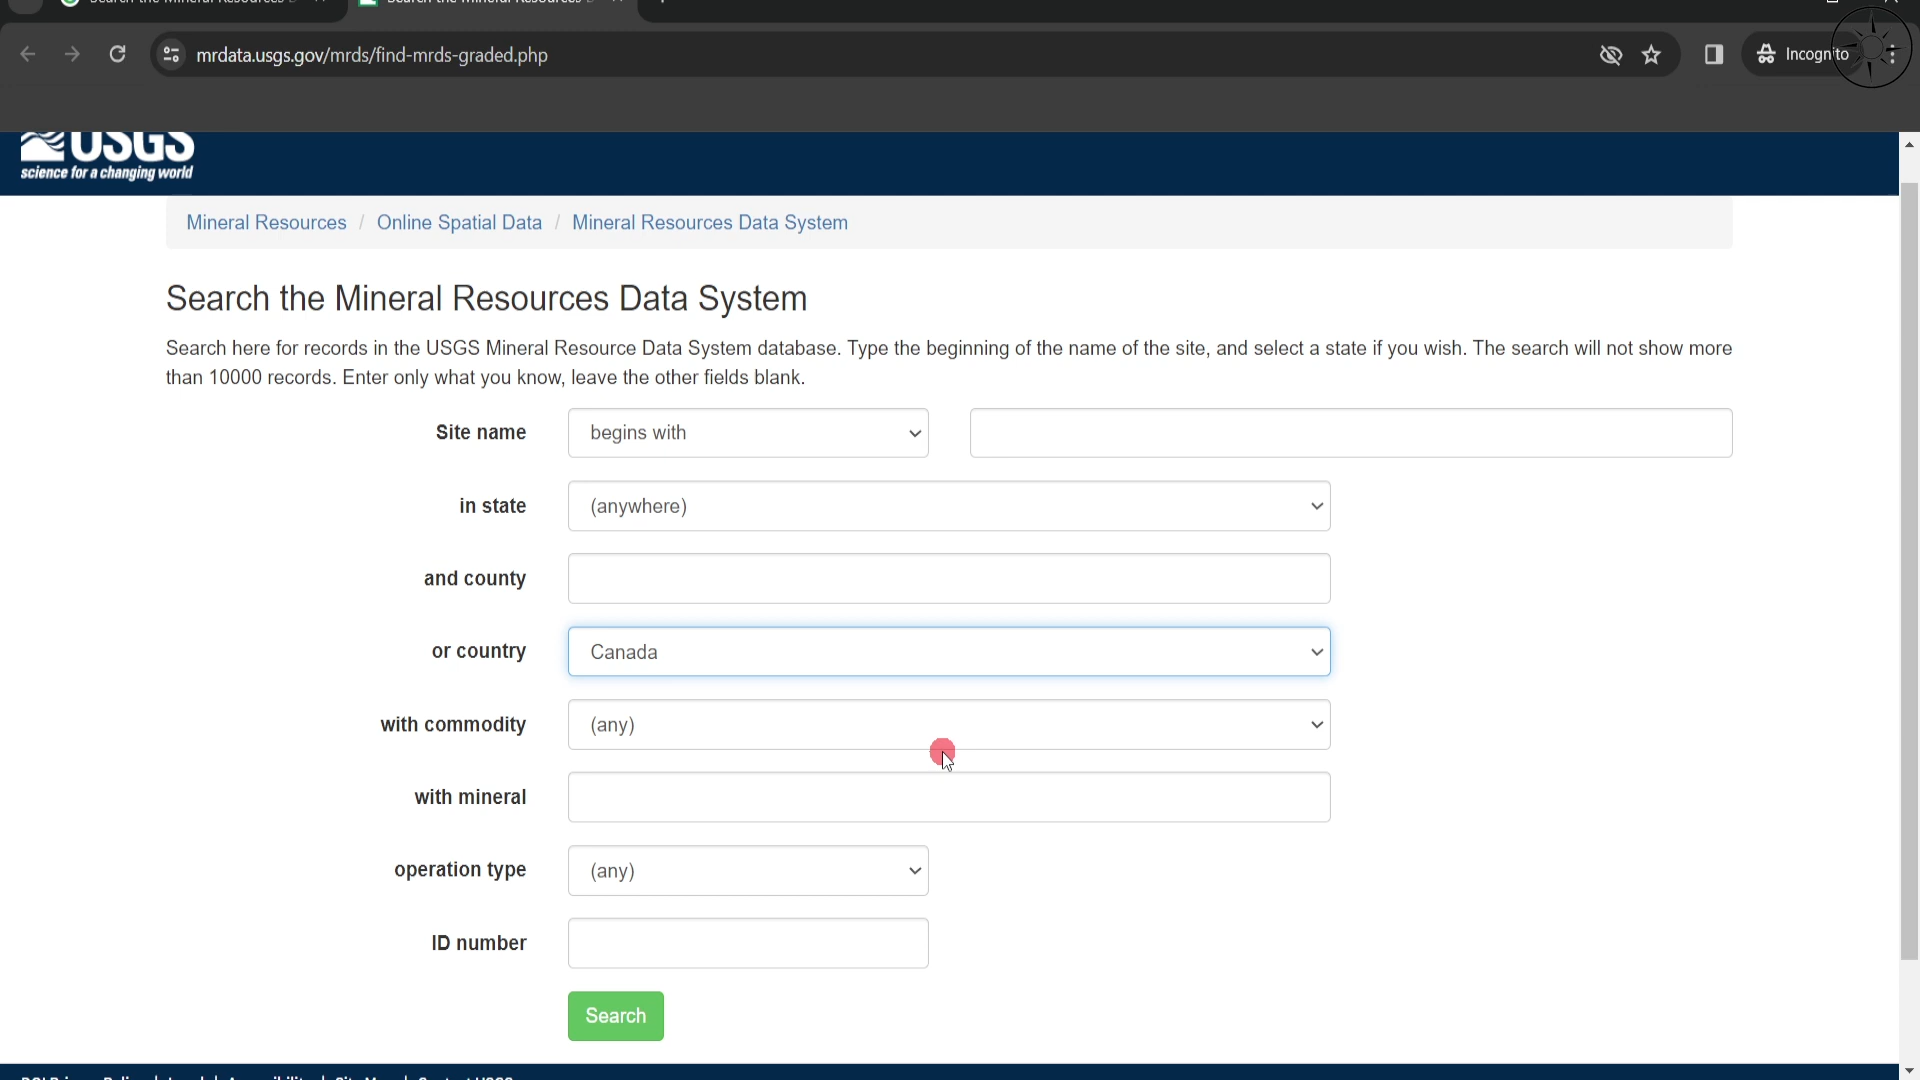 mrdata.usgs.gov/mrds/find-mrds-graded.php
Incognito
USGS
science for a changing world
Mineral Resources / Online Spatial Data / Mineral Resources Data System
Search the Mineral Resources Data System
Search here for records in the USGS Mineral Resource Data System database. Type the beginning of the name of the site, and select a state if you wish. The search will not show more
than 10000 records. Enter only what you know, leave the other fields blank.
Site name begins with
in state (anywhere)
and county
or country Canada
with commodity (any)
with mineral
operation type (any)
ID number
Search